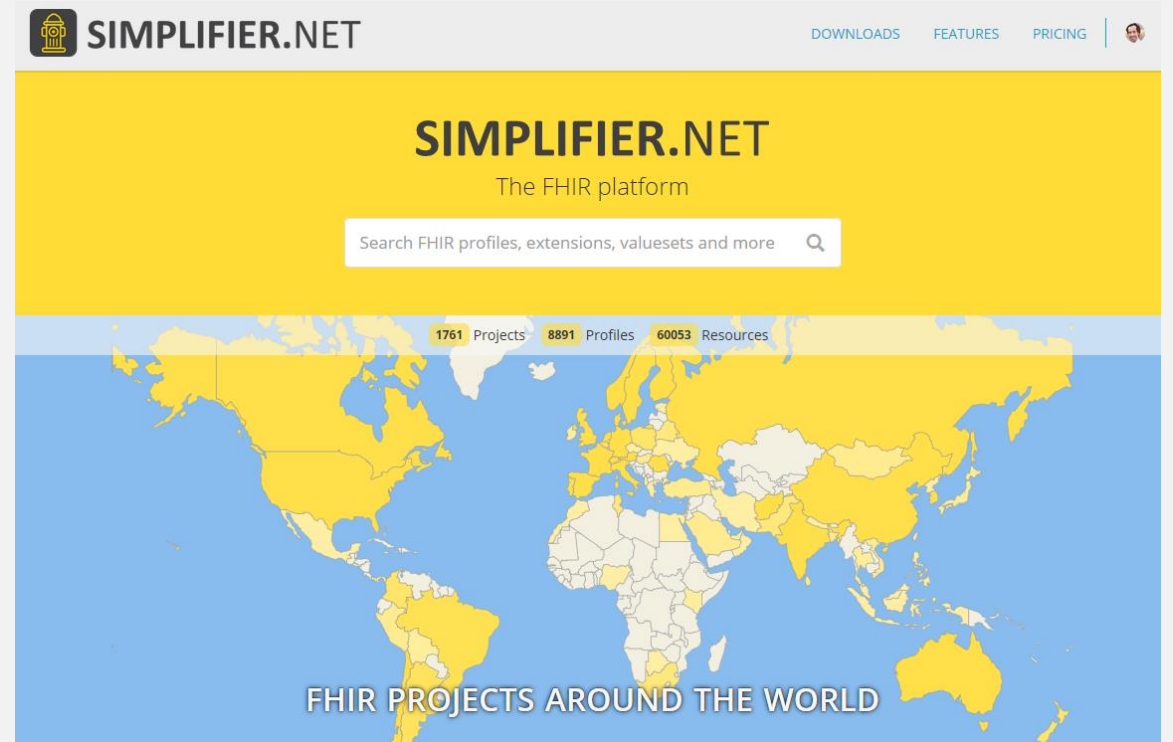 SIMPLIFIER.NET
DOWNLOADS FEATURES PRICING
SIMPLIFIER.NET
The FHIR platform
Search FHIR profiles, extensions, valuesets and more
1761 Projects 8891 Profiles 60053 Resources
FHIR PROJECTS AROUND THE WORLD